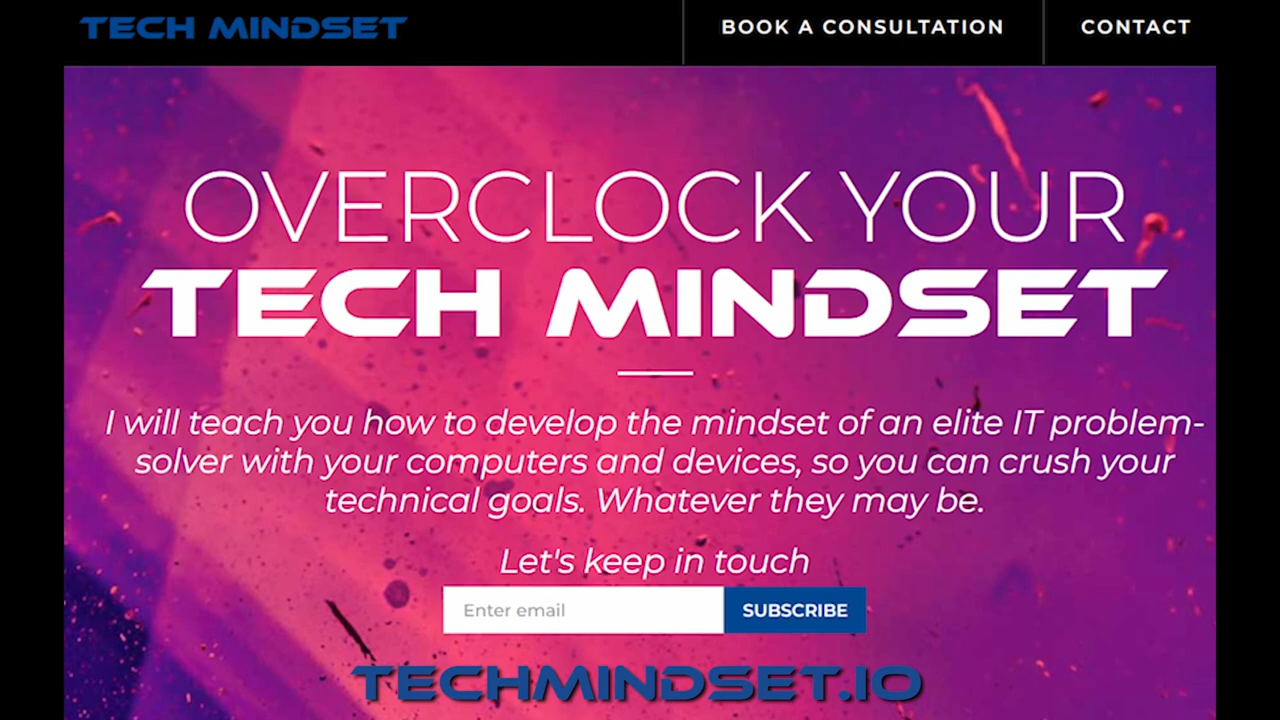 TECH MINDSET
BOOK A CONSULTATION
CONTACT
OVERCLOCK YOUR
TECH MINDSET
I will teach you how to develop the mindset of an elite IT problem-
solver with your computers and devices, so you can crush your
technical goals. Whatever they may be.
Let's keep in touch
Enter email
SUBSCRIBE
TECHMINDSET.IO